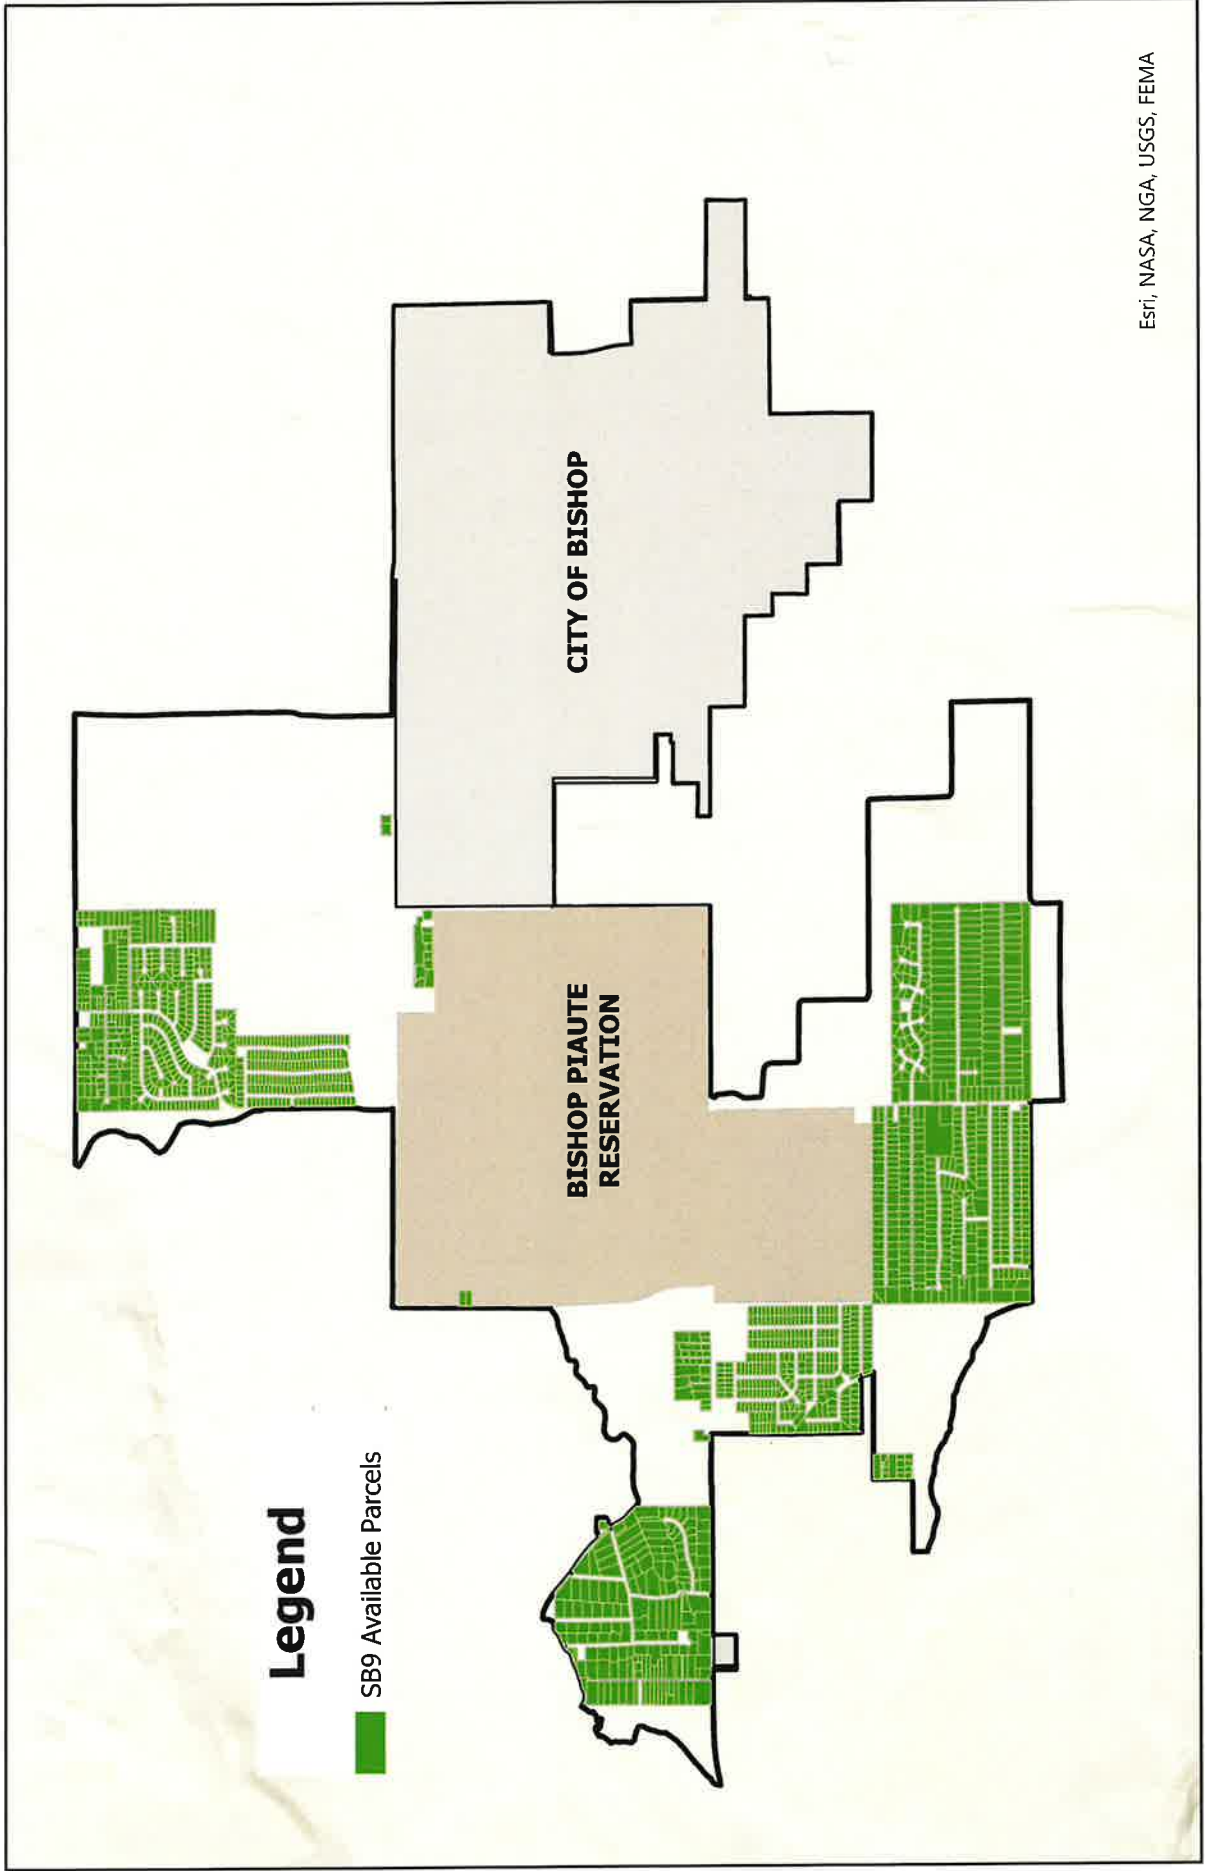 Legend
SB9 Available Parcels
CITY OF BISHOP
BISHOP PIAUTE
RESERVATION
Esri, NASA, NGA, USGS, FEMA